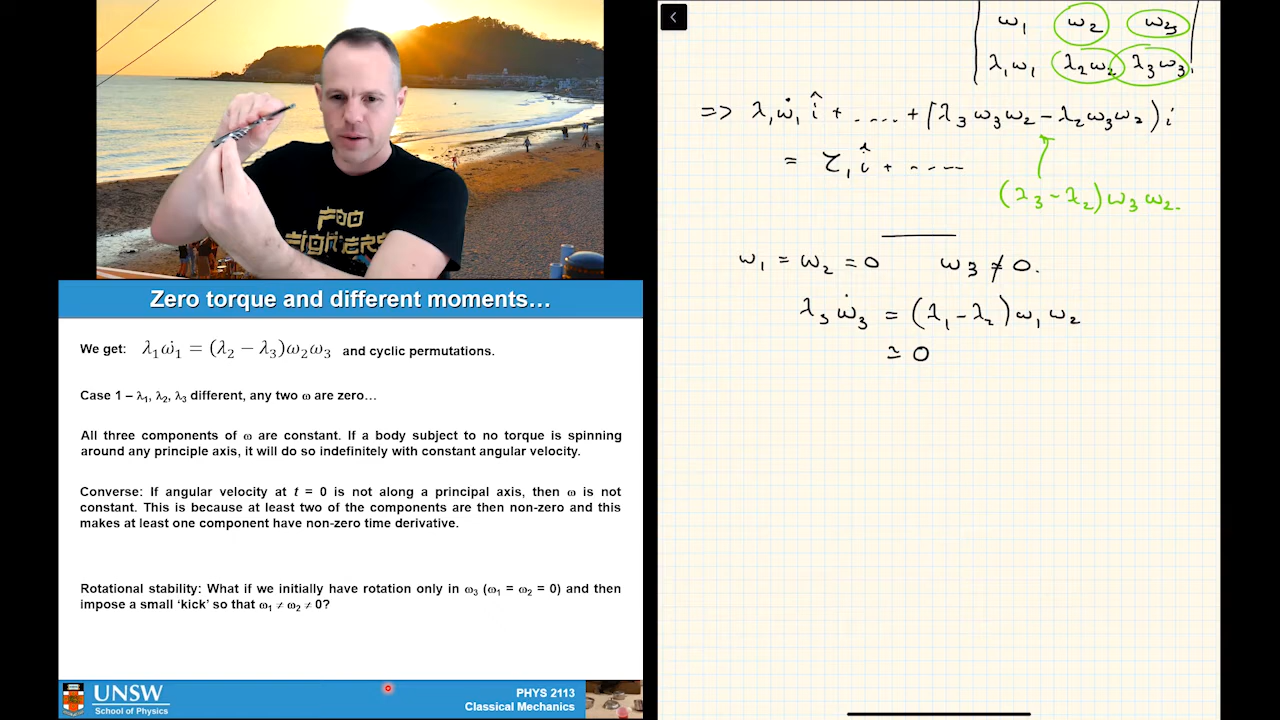 FOO
FIGHTERS
Zero torque and different moments…
We get: λ₁ω̇₁ = (λ₂ − λ₃)ω₂ω₃ and cyclic permutations.
Case 1 – λ₁, λ₂, λ₃ different, any two ω are zero…
All three components of ω are constant. If a body subject to no torque is spinning
around any principle axis, it will do so indefinitely with constant angular velocity.
Converse: If angular velocity at t = 0 is not along a principal axis, then ω is not
constant. This is because at least two of the components are then non-zero and this
makes at least one component have non-zero time derivative.
Rotational stability: What if we initially have rotation only in ω₃ (ω₁ = ω₂ = 0) and then
impose a small ‘kick’ so that ω₁ ≠ ω₂ ≠ 0?
UNSW
School of Physics
PHYS 2113
Classical Mechanics
ω₁ ω₂ ω₃
λ₁ω₁ λ₂ω₂ λ₃ω₃
=> λ₁ω̇₁ î + .... + (λ₃ω₃ω₂ − λ₂ω₃ω₂) i
= τ₁ î + ....
(λ₃ − λ₂) ω₃ ω₂.
ω₁ = ω₂ = 0 ω₃ ≠ 0.
λ₃ ω̇₃ = (λ₁ − λ₂) ω₁ ω₂
≃ 0